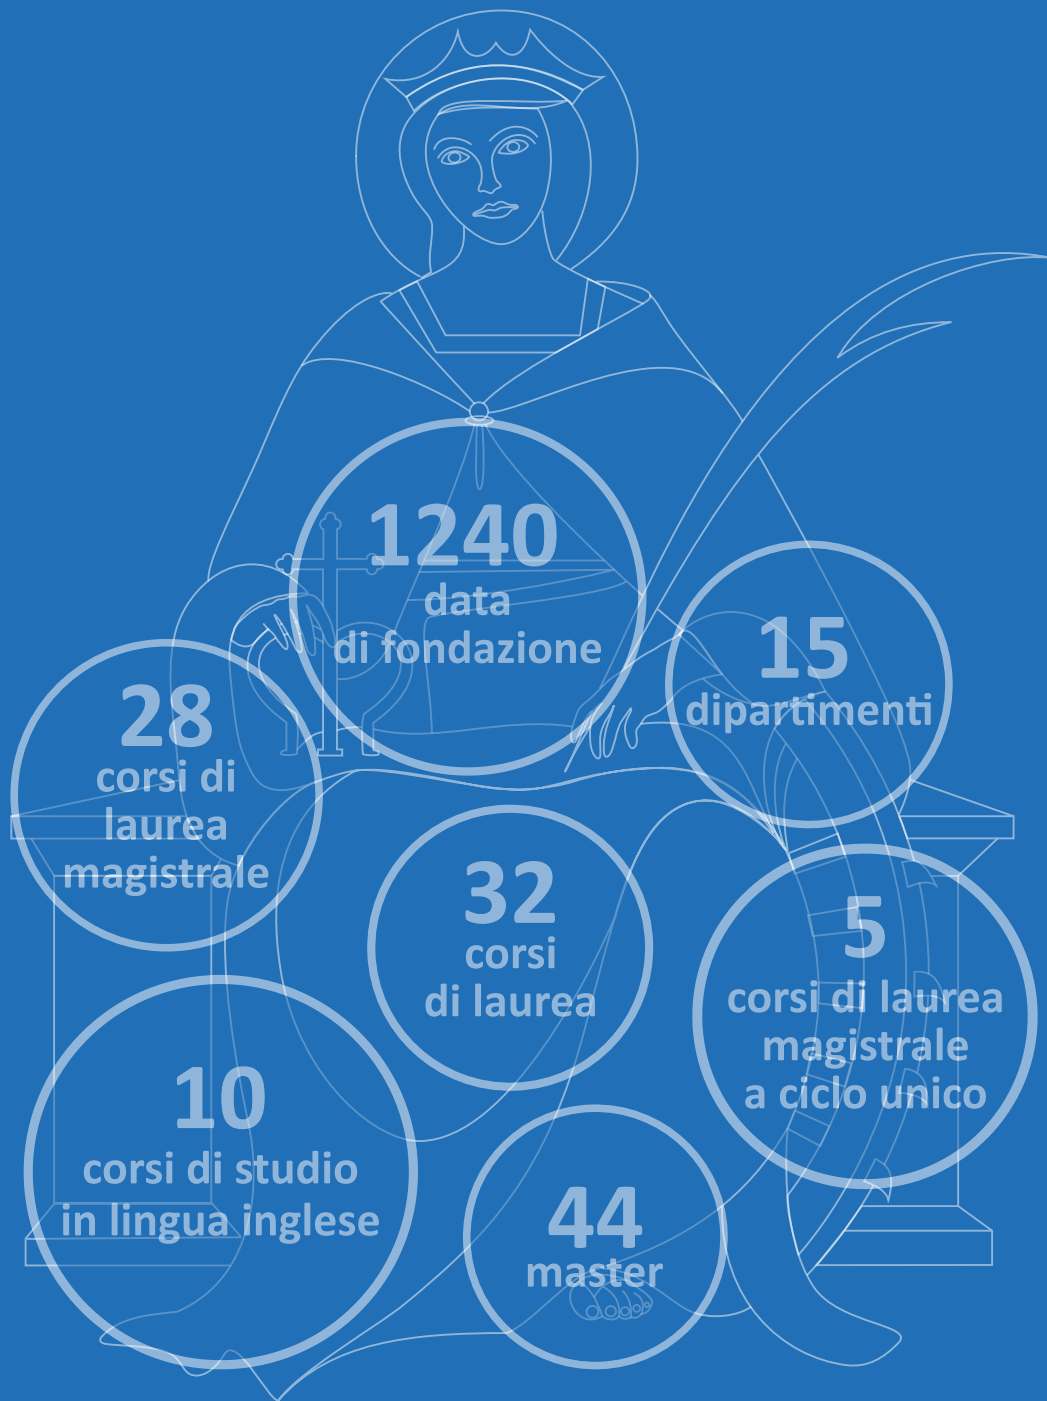 1240
data
di fondazione
15
dipartimenti
28
corsi di
laurea
magistrale
32
corsi
di laurea
5
corsi di laurea
magistrale
a ciclo unico
10
corsi di studio
in lingua inglese
44
master